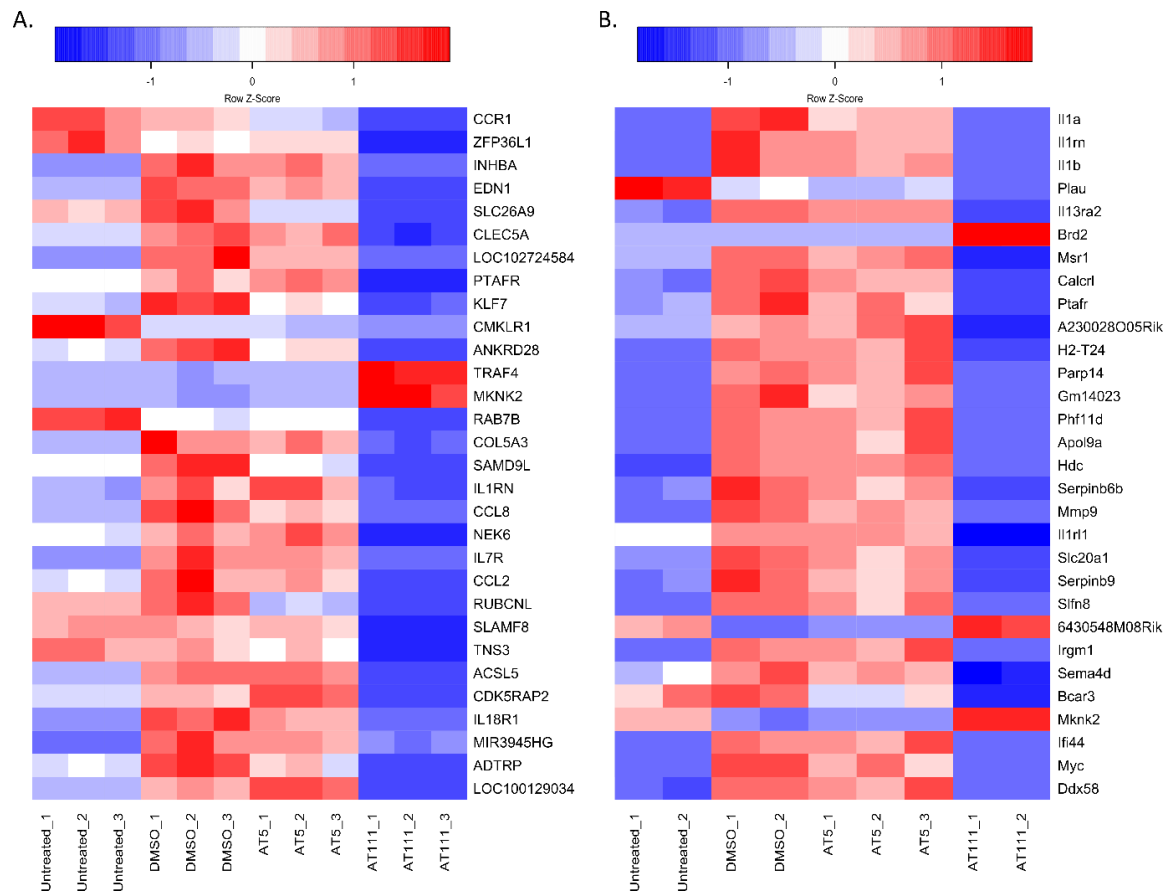 A.
-1 0 1
Row Z-Score
CCR1
ZFP36L1
INHBA
EDN1
SLC26A9
CLEC5A
LOC102724584
PTAFR
KLF7
CMKLR1
ANKRD28
TRAF4
MKNK2
RAB7B
COL5A3
SAMD9L
IL1RN
CCL8
NEK6
IL7R
CCL2
RUBCNL
SLAMF8
TNS3
ACSL5
CDK5RAP2
IL18R1
MIR3945HG
ADTRP
LOC100129034
Untreated_1
Untreated_2
Untreated_3
DMSO_1
DMSO_2
DMSO_3
AT5_1
AT5_2
AT5_3
AT111_1
AT111_2
AT111_3
B.
-1 0 1
Row Z-Score
Il1a
Il1rn
Il1b
Plau
Il13ra2
Brd2
Msr1
Calcrl
Ptafr
A230028O05Rik
H2-T24
Parp14
Gm14023
Phf11d
Apol9a
Hdc
Serpinb6b
Mmp9
Il1rl1
Slc20a1
Serpinb9
Slfn8
6430548M08Rik
Irgm1
Sema4d
Bcar3
Mknk2
Ifi44
Myc
Ddx58
Untreated_1
Untreated_2
DMSO_1
DMSO_2
AT5_1
AT5_2
AT5_3
AT111_1
AT111_2